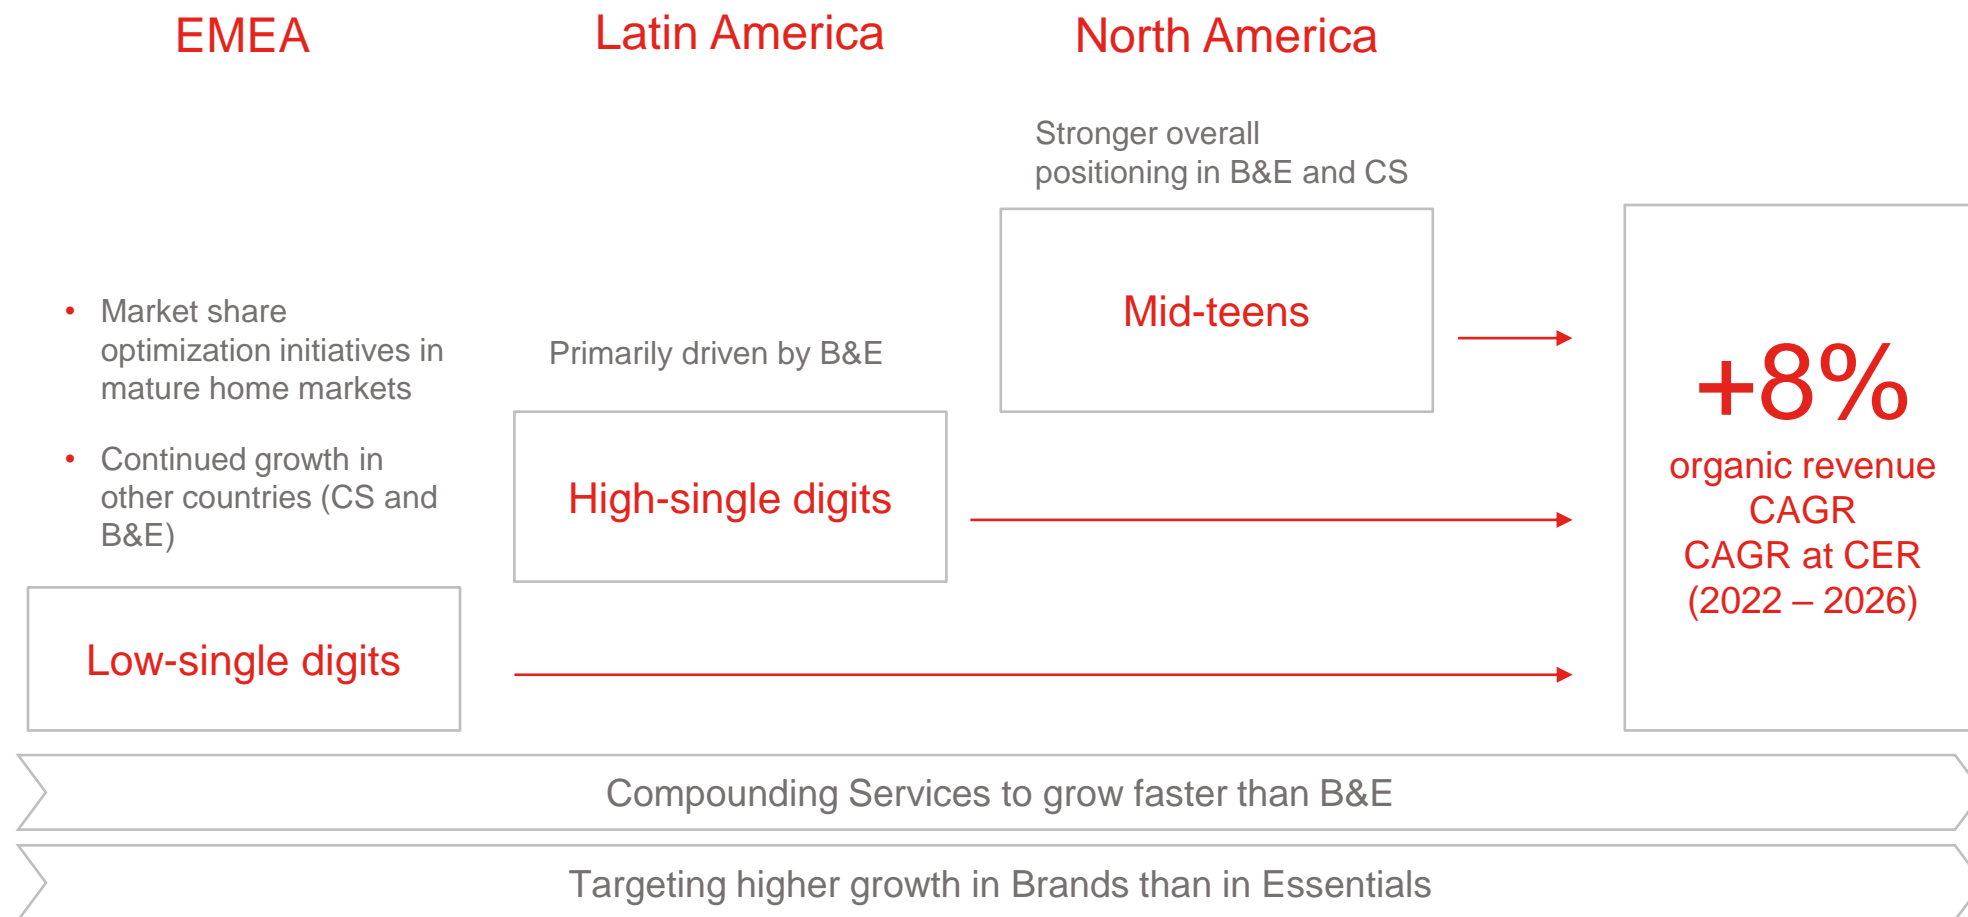 EMEA
Latin America
North America
Stronger overall
positioning in B&E and CS
• Market share
optimization initiatives in
mature home markets
• Continued growth in
other countries (CS and
B&E)
Primarily driven by B&E
Mid-teens
High-single digits
Low-single digits
+8%
organic revenue
CAGR
CAGR at CER
(2022 – 2026)
Compounding Services to grow faster than B&E
Targeting higher growth in Brands than in Essentials